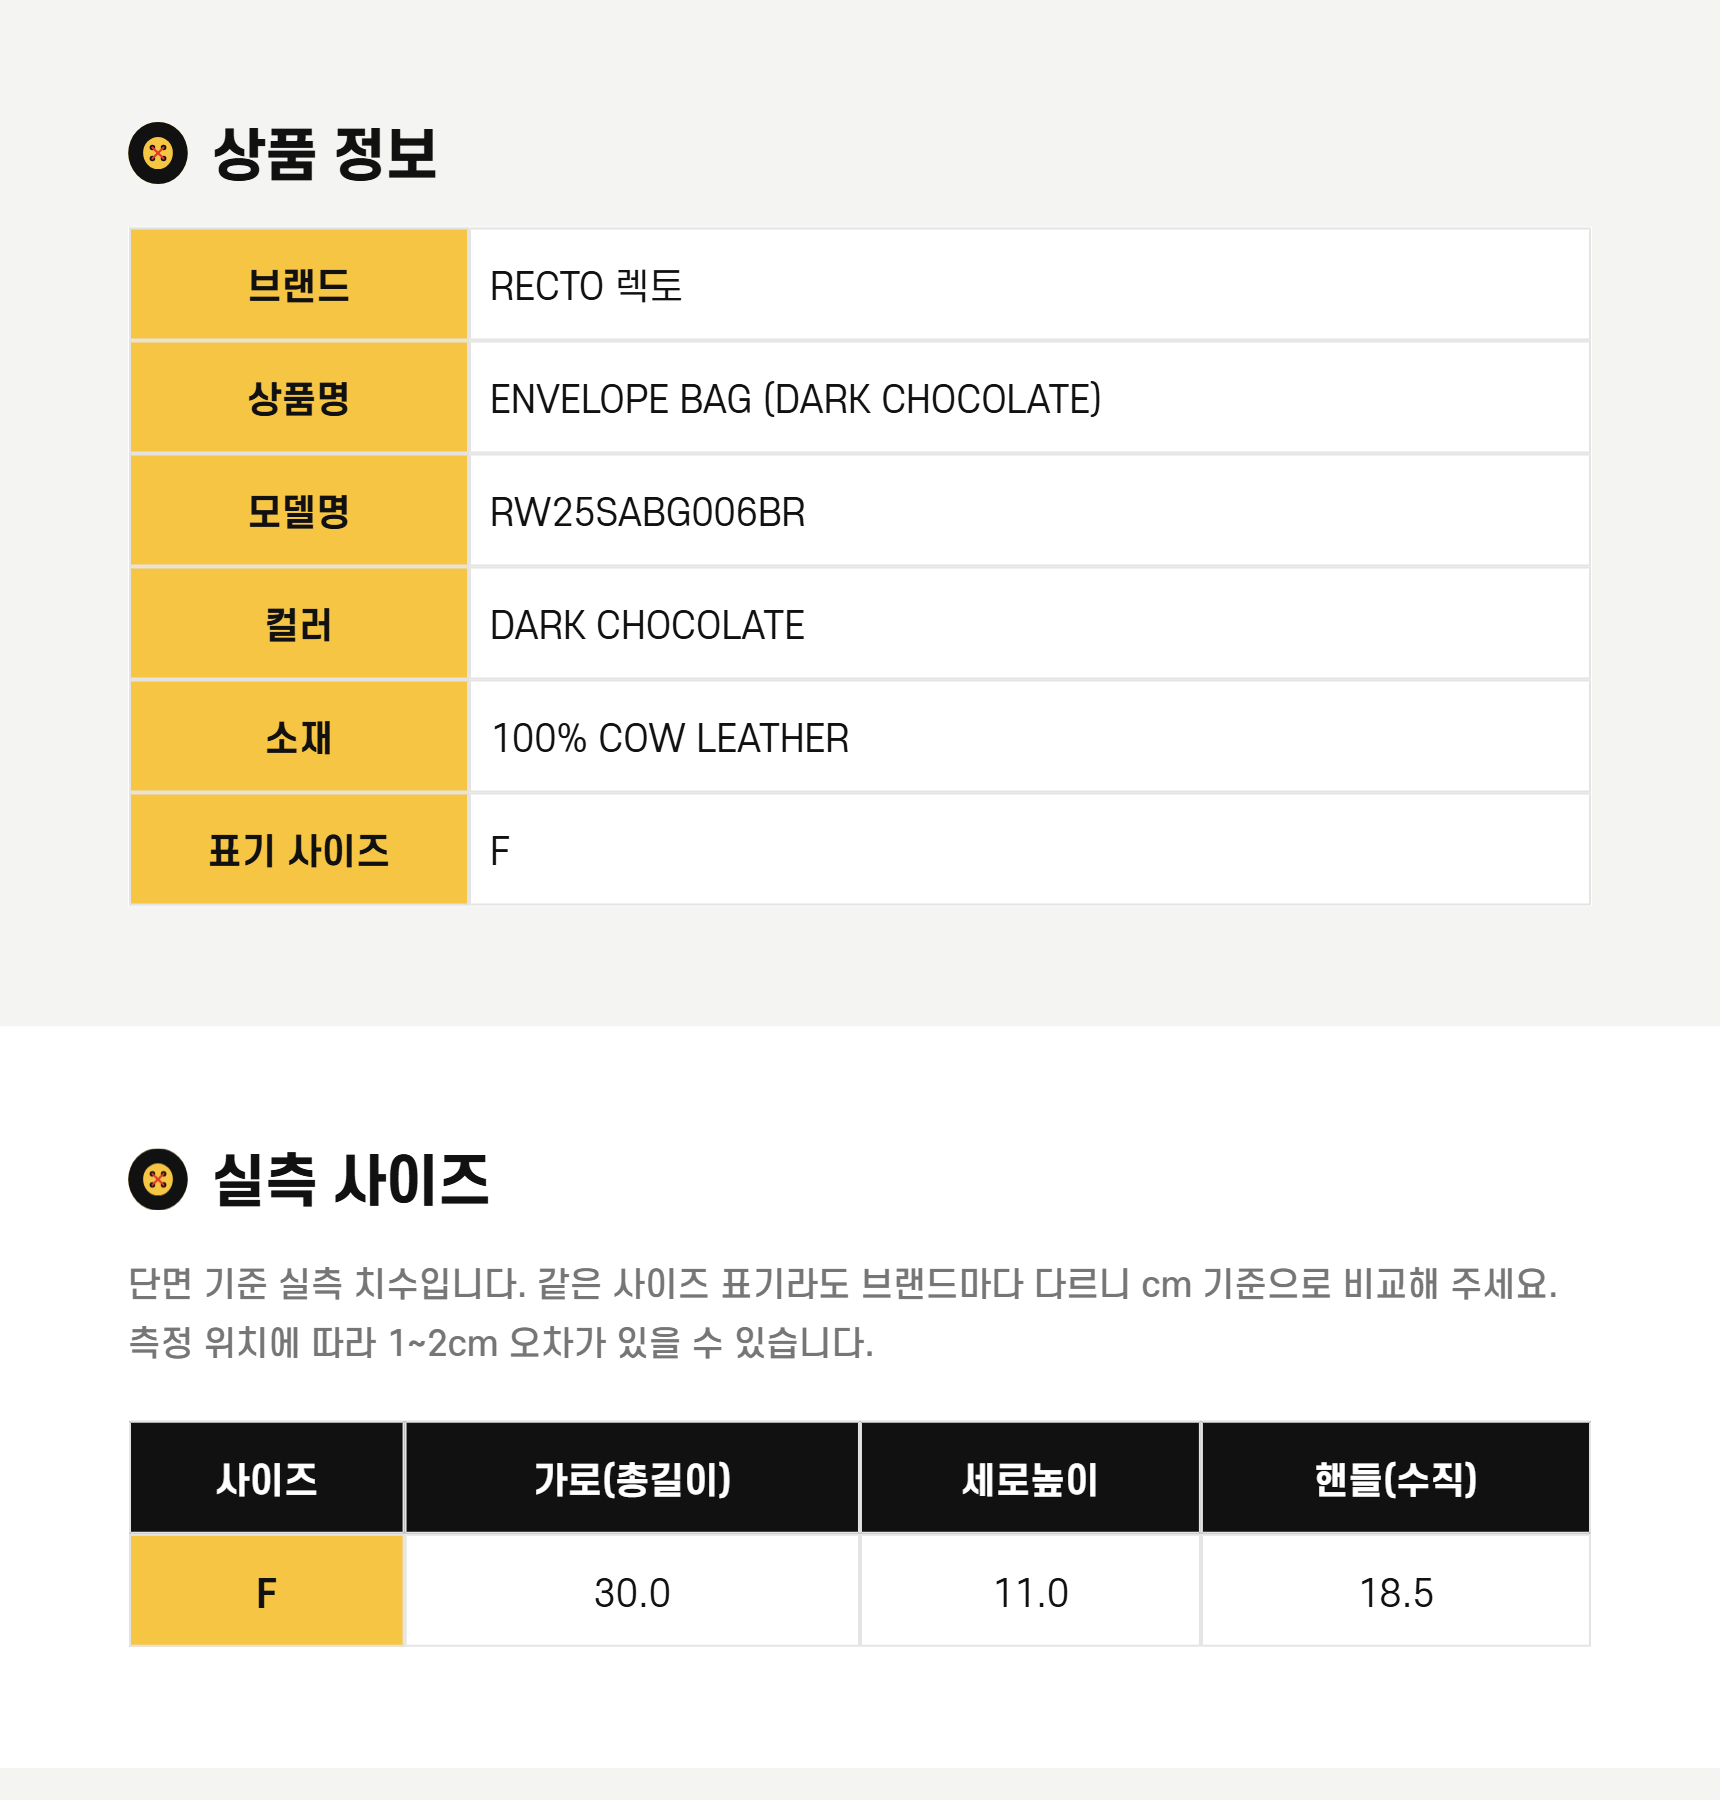 상품 정보
브랜드 RECTO 렉토
상품명 ENVELOPE BAG (DARK CHOCOLATE)
모델명 RW25SABG006BR
컬러 DARK CHOCOLATE
소재 100% COW LEATHER
표기 사이즈 F
실측 사이즈
단면 기준 실측 치수입니다. 같은 사이즈 표기라도 브랜드마다 다르니 cm 기준으로 비교해 주세요.
측정 위치에 따라 1~2cm 오차가 있을 수 있습니다.
사이즈 가로(총길이) 세로높이 핸들(수직)
F 30.0 11.0 18.5